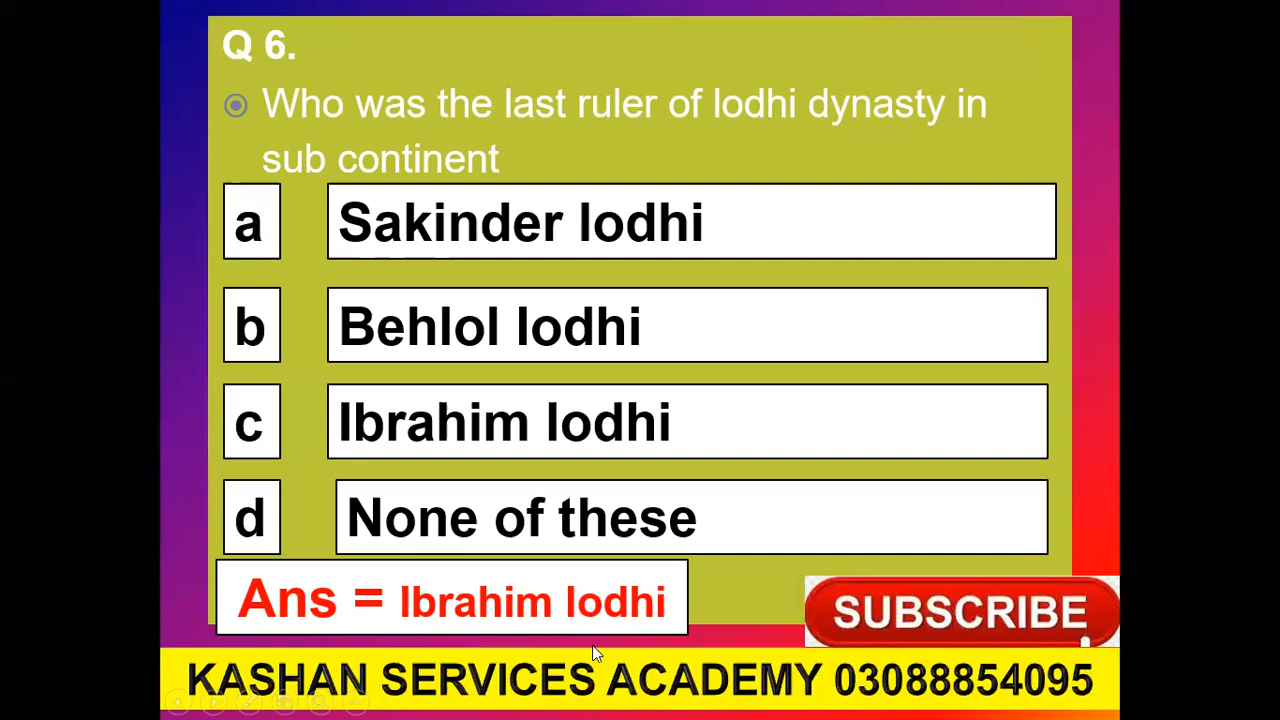 Q 6.
Who was the last ruler of lodhi dynasty in
sub continent
a Sakinder lodhi
b Behlol lodhi
c Ibrahim lodhi
d None of these
Ans = Ibrahim lodhi
SUBSCRIBE
KASHAN SERVICES ACADEMY 03088854095